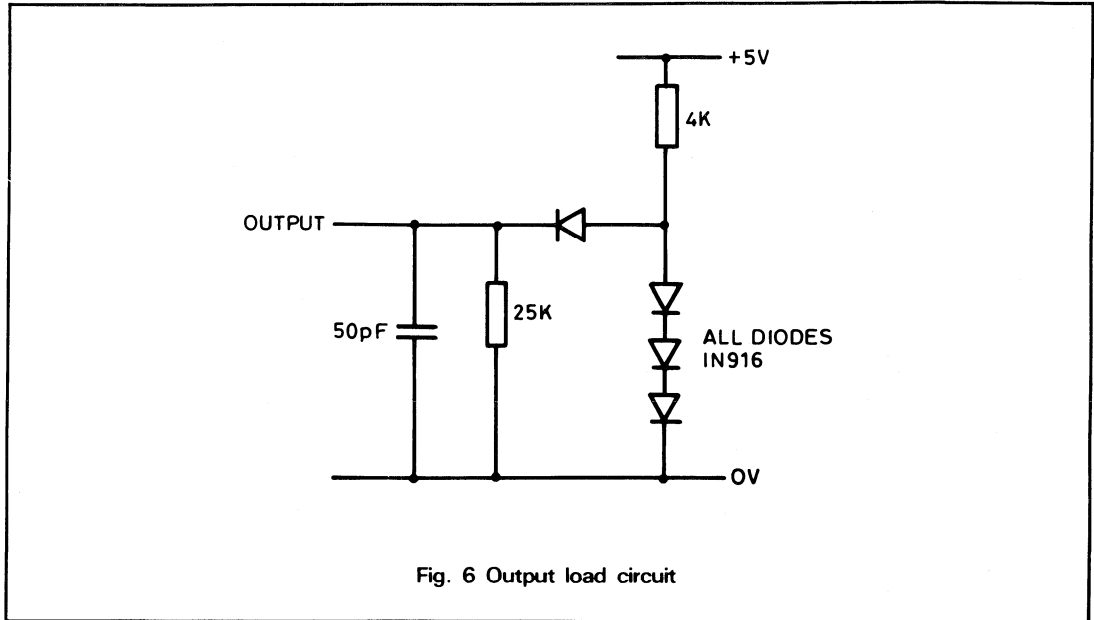 +5V
4K
OUTPUT
25K
50pF
ALL DIODES
IN916
OV
Fig. 6 Output load circuit